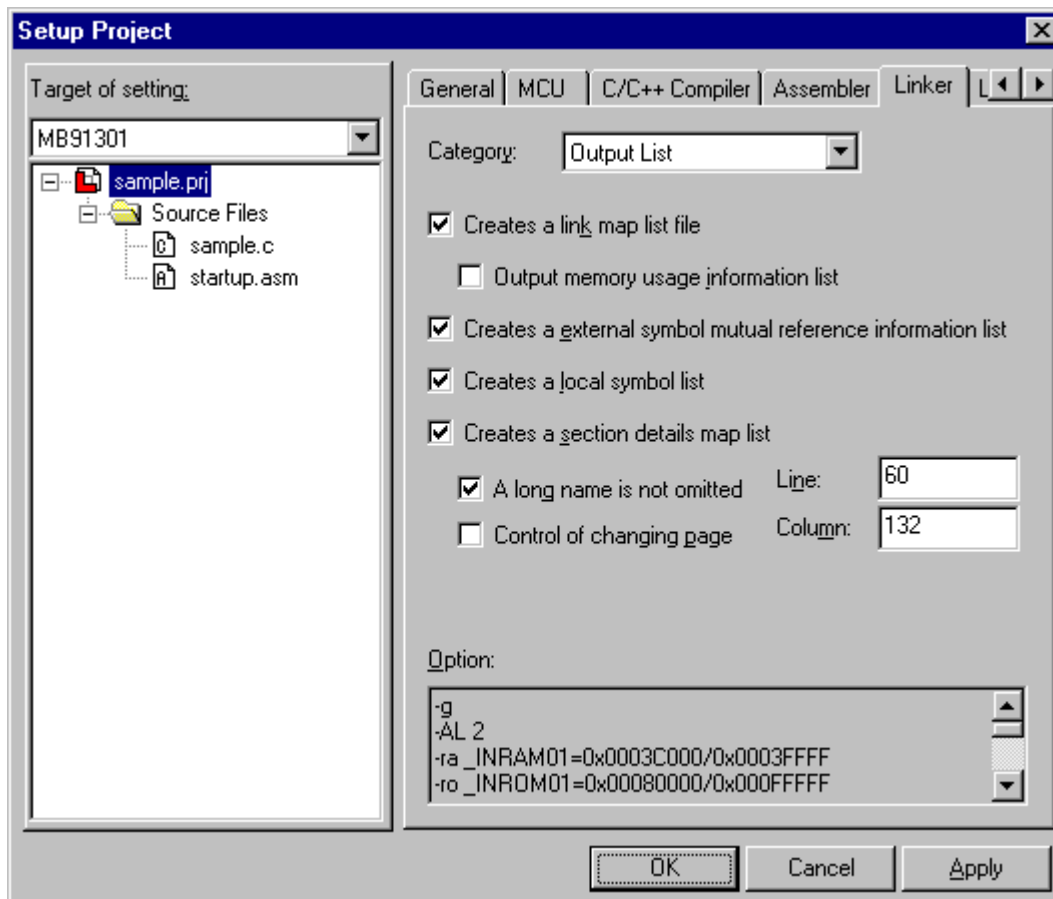 Setup Project
Target of setting:
MB91301
sample.prj
Source Files
sample.c
startup.asm
General MCU C/C++ Compiler Assembler Linker L
Category: Output List
Creates a link map list file
Output memory usage information list
Creates a external symbol mutual reference information list
Creates a local symbol list
Creates a section details map list
A long name is not omitted Line: 60
Control of changing page Column: 132
Option:
-g
-AL 2
-ra _INRAM01=0x0003C000/0x0003FFFF
-ro _INROM01=0x00080000/0x000FFFFF
OK Cancel Apply